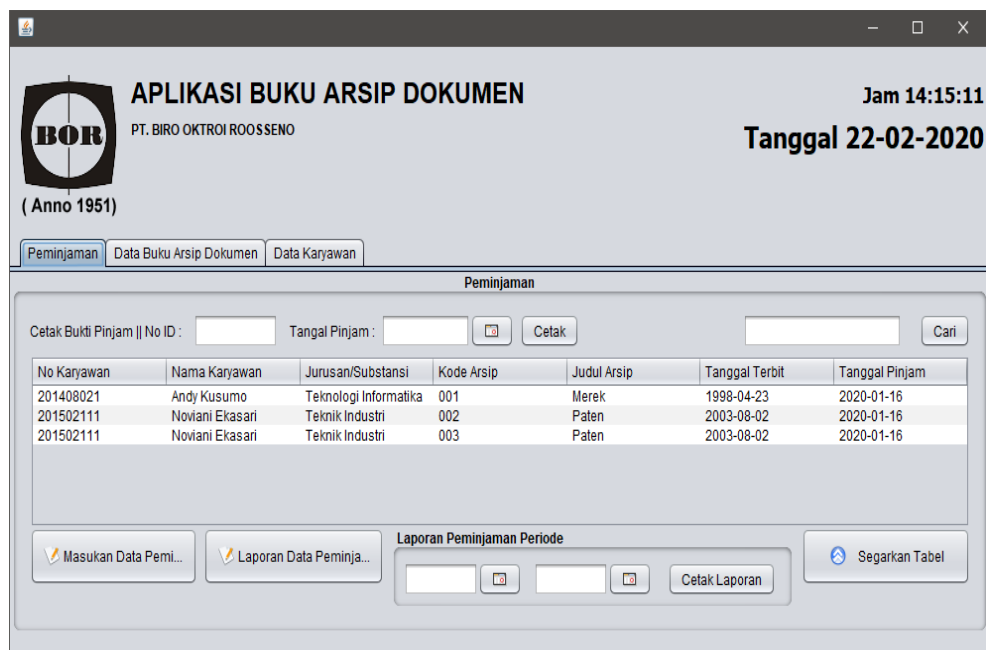 APLIKASI BUKU ARSIP DOKUMEN
Jam 14:15:11
BOR
PT. BIRO OKTROI ROOSSENO
Tanggal 22-02-2020
( Anno 1951)
Peminjaman Data Buku Arsip Dokumen Data Karyawan
Peminjaman
Cetak Bukti Pinjam || No ID : Tangal Pinjam : Cetak Cari
No Karyawan Nama Karyawan Jurusan/Substansi Kode Arsip Judul Arsip Tanggal Terbit Tanggal Pinjam
201408021 Andy Kusumo Teknologi Informatika 001 Merek 1998-04-23 2020-01-16
201502111 Noviani Ekasari Teknik Industri 002 Paten 2003-08-02 2020-01-16
201502111 Noviani Ekasari Teknik Industri 003 Paten 2003-08-02 2020-01-16
Laporan Peminjaman Periode
Masukan Data Pemi... Laporan Data Peminja... Segarkan Tabel
Cetak Laporan